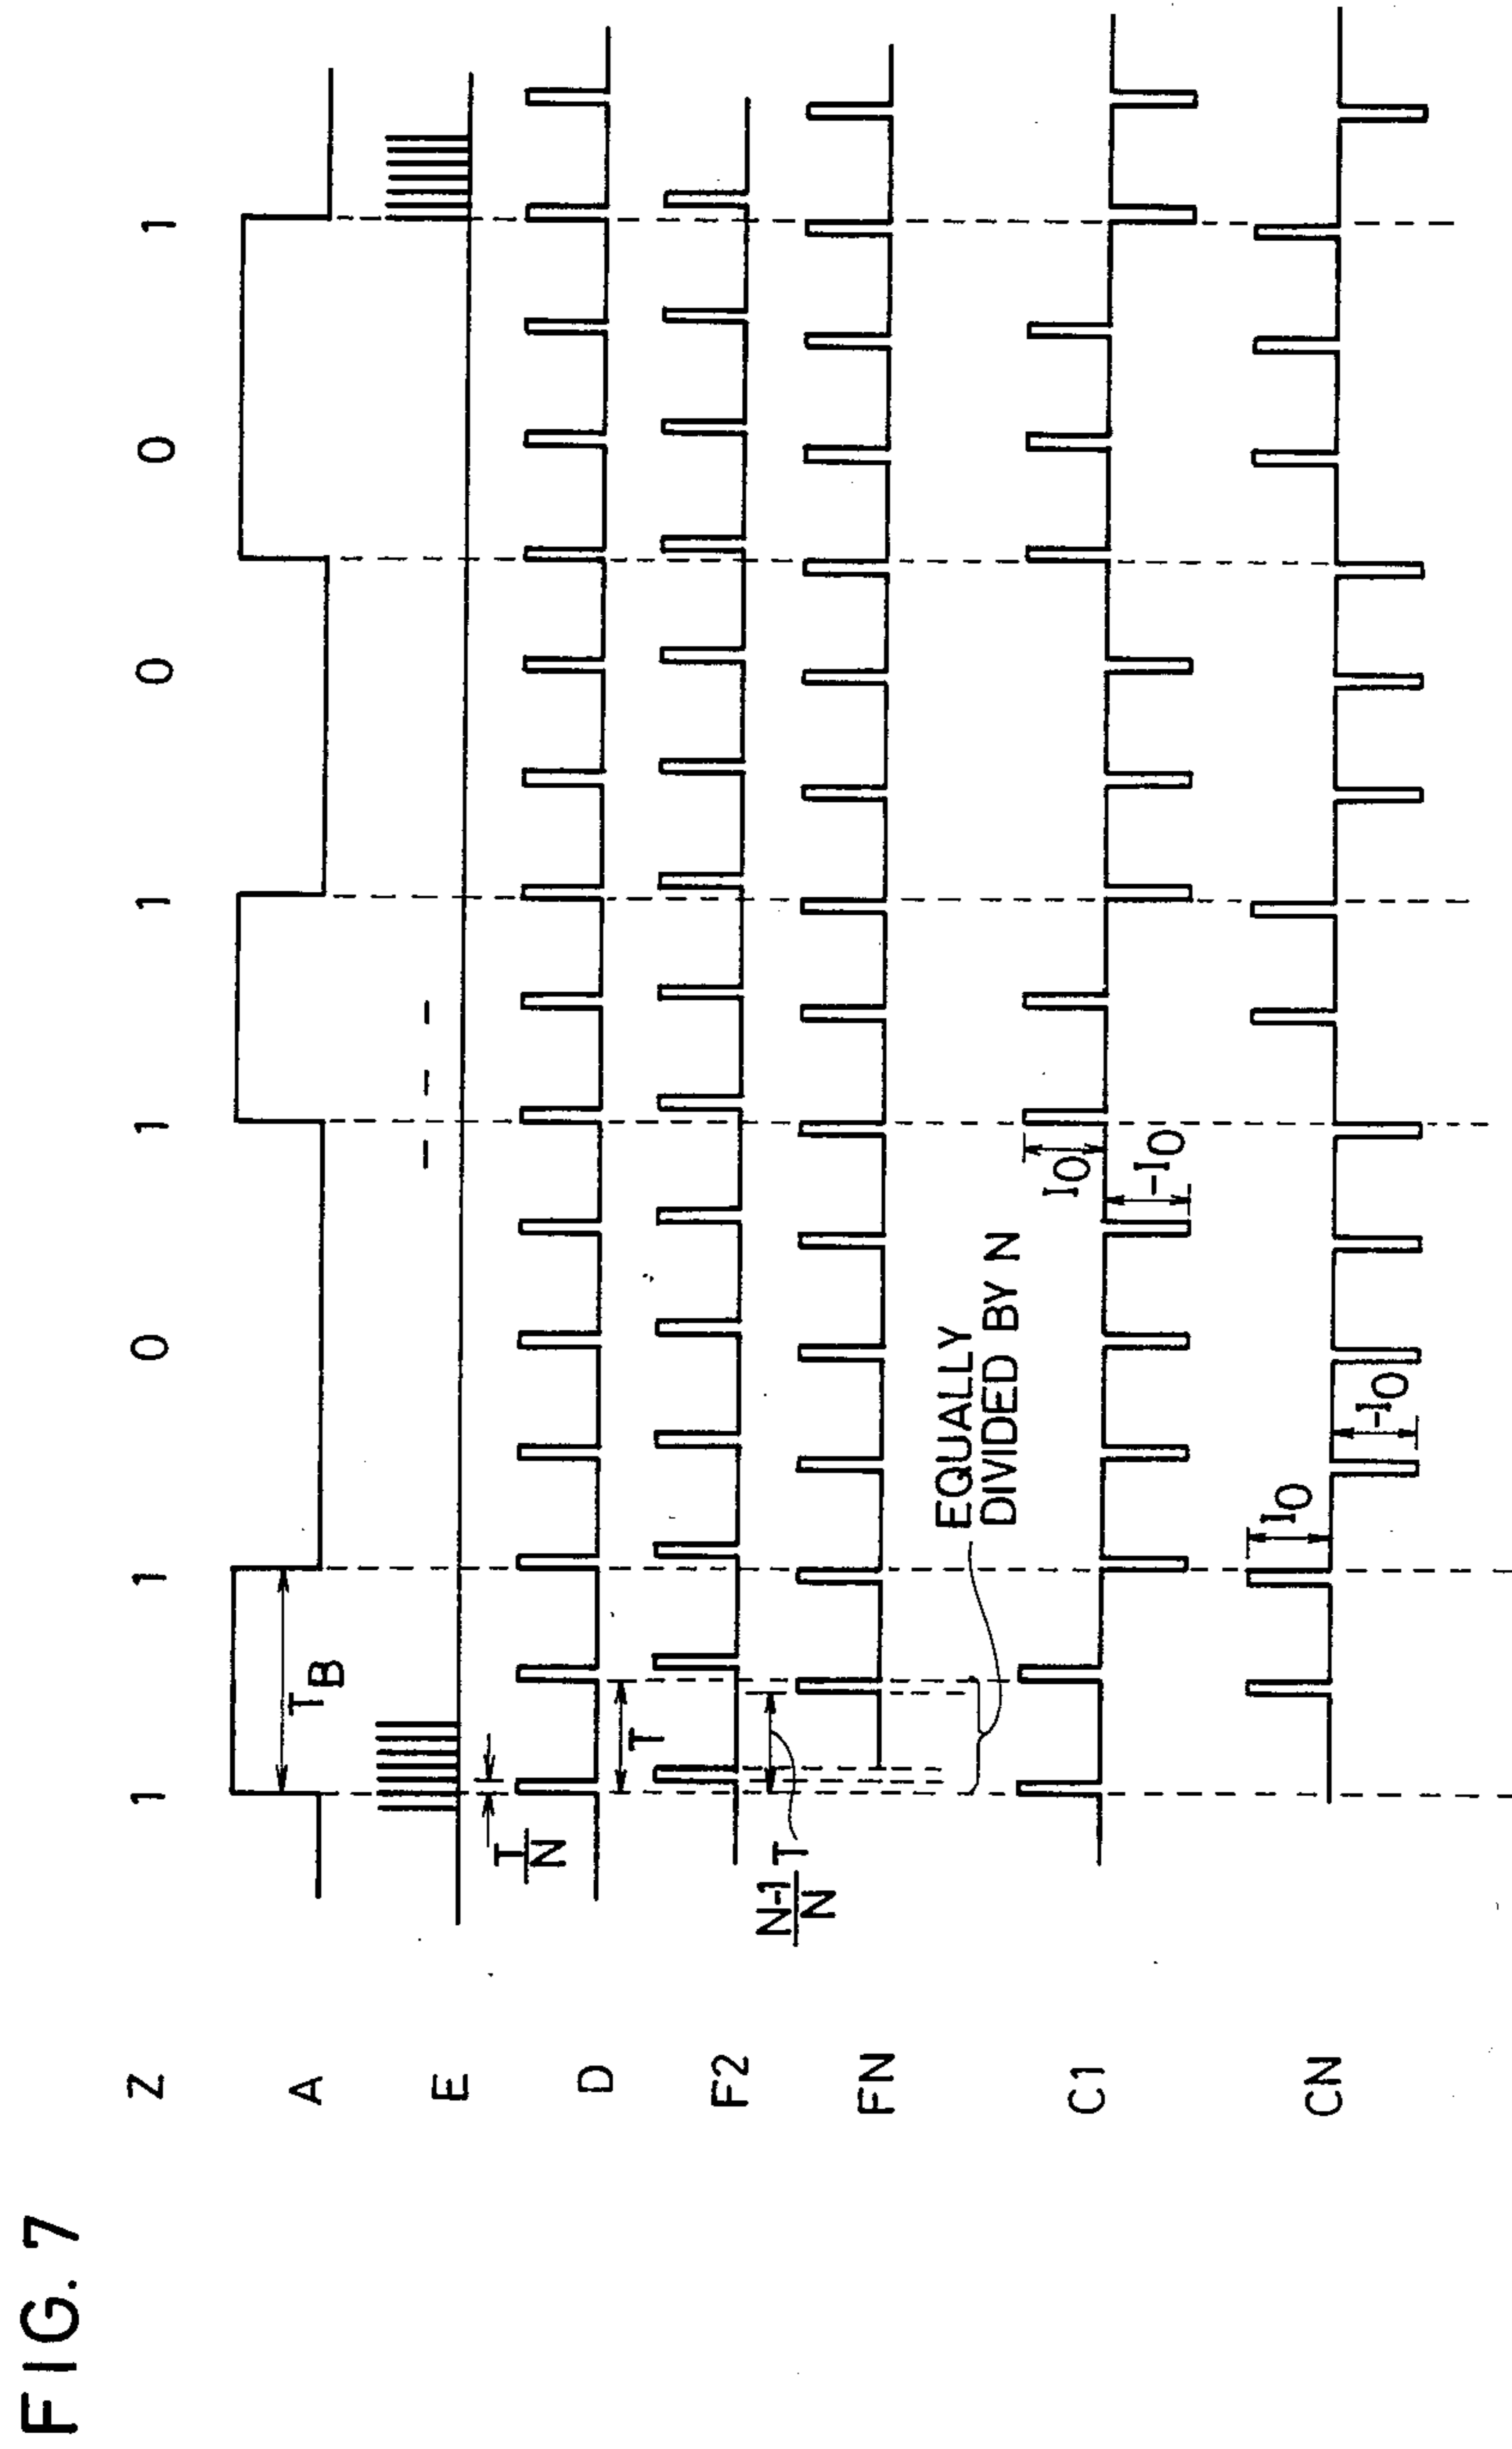 FIG. 7
Z 1 1 0 1 1 0 0 1
A T_B
E
T/N
D T
F2
N-1/N T
FN
EQUALLY
DIVIDED BY N
C1 I_O -I_O
CN I_O -I_O